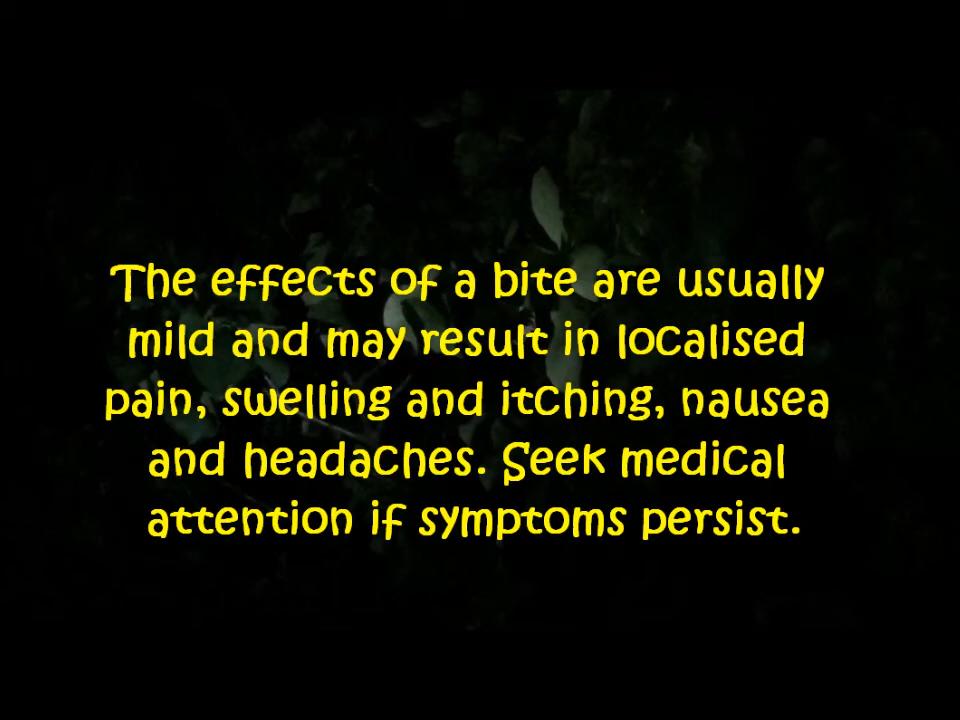 The effects of a bite are usually
mild and may result in localised
pain, swelling and itching, nausea
and headaches. Seek medical
attention if symptoms persist.